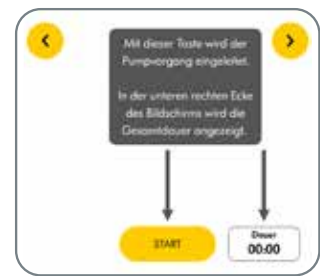 Mit dieser Taste wird der
Pumpvorgang eingeleitet.
In der unteren rechten Ecke
des Bildschirms wird die
Gesamtdauer angezeigt.
START
Dauer
00:00